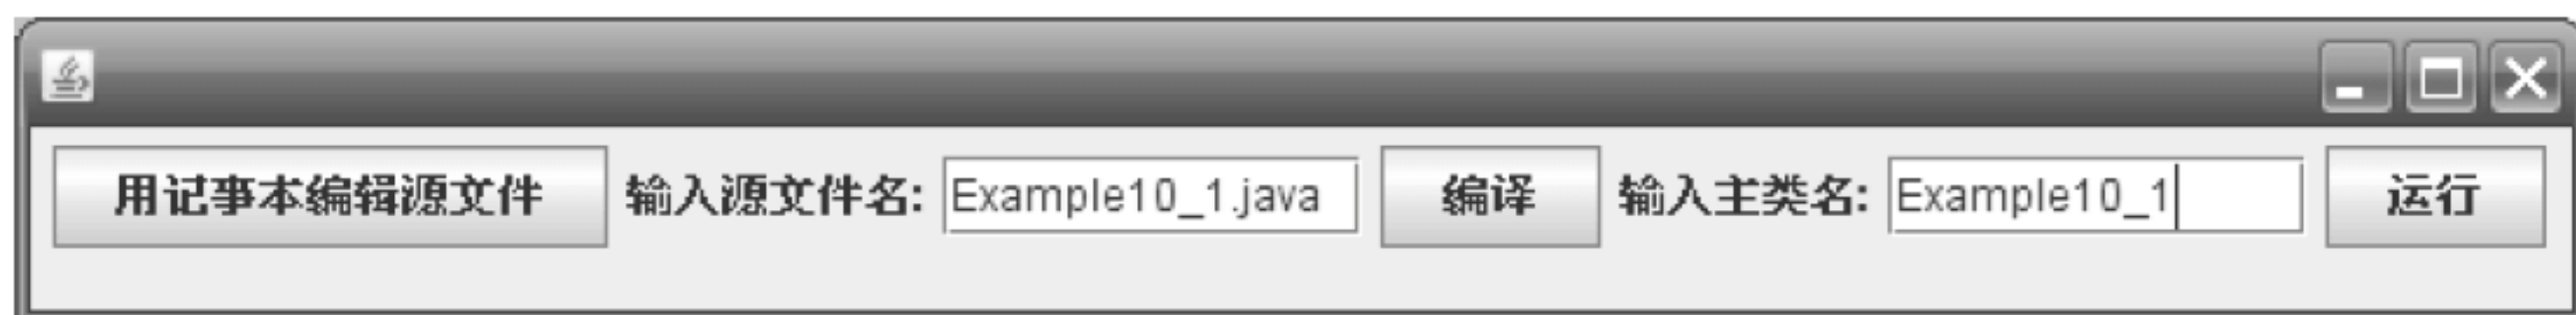 用记事本编辑源文件 输入源文件名: Example10_1.java 编译 输入主类名: Example10_1 运行